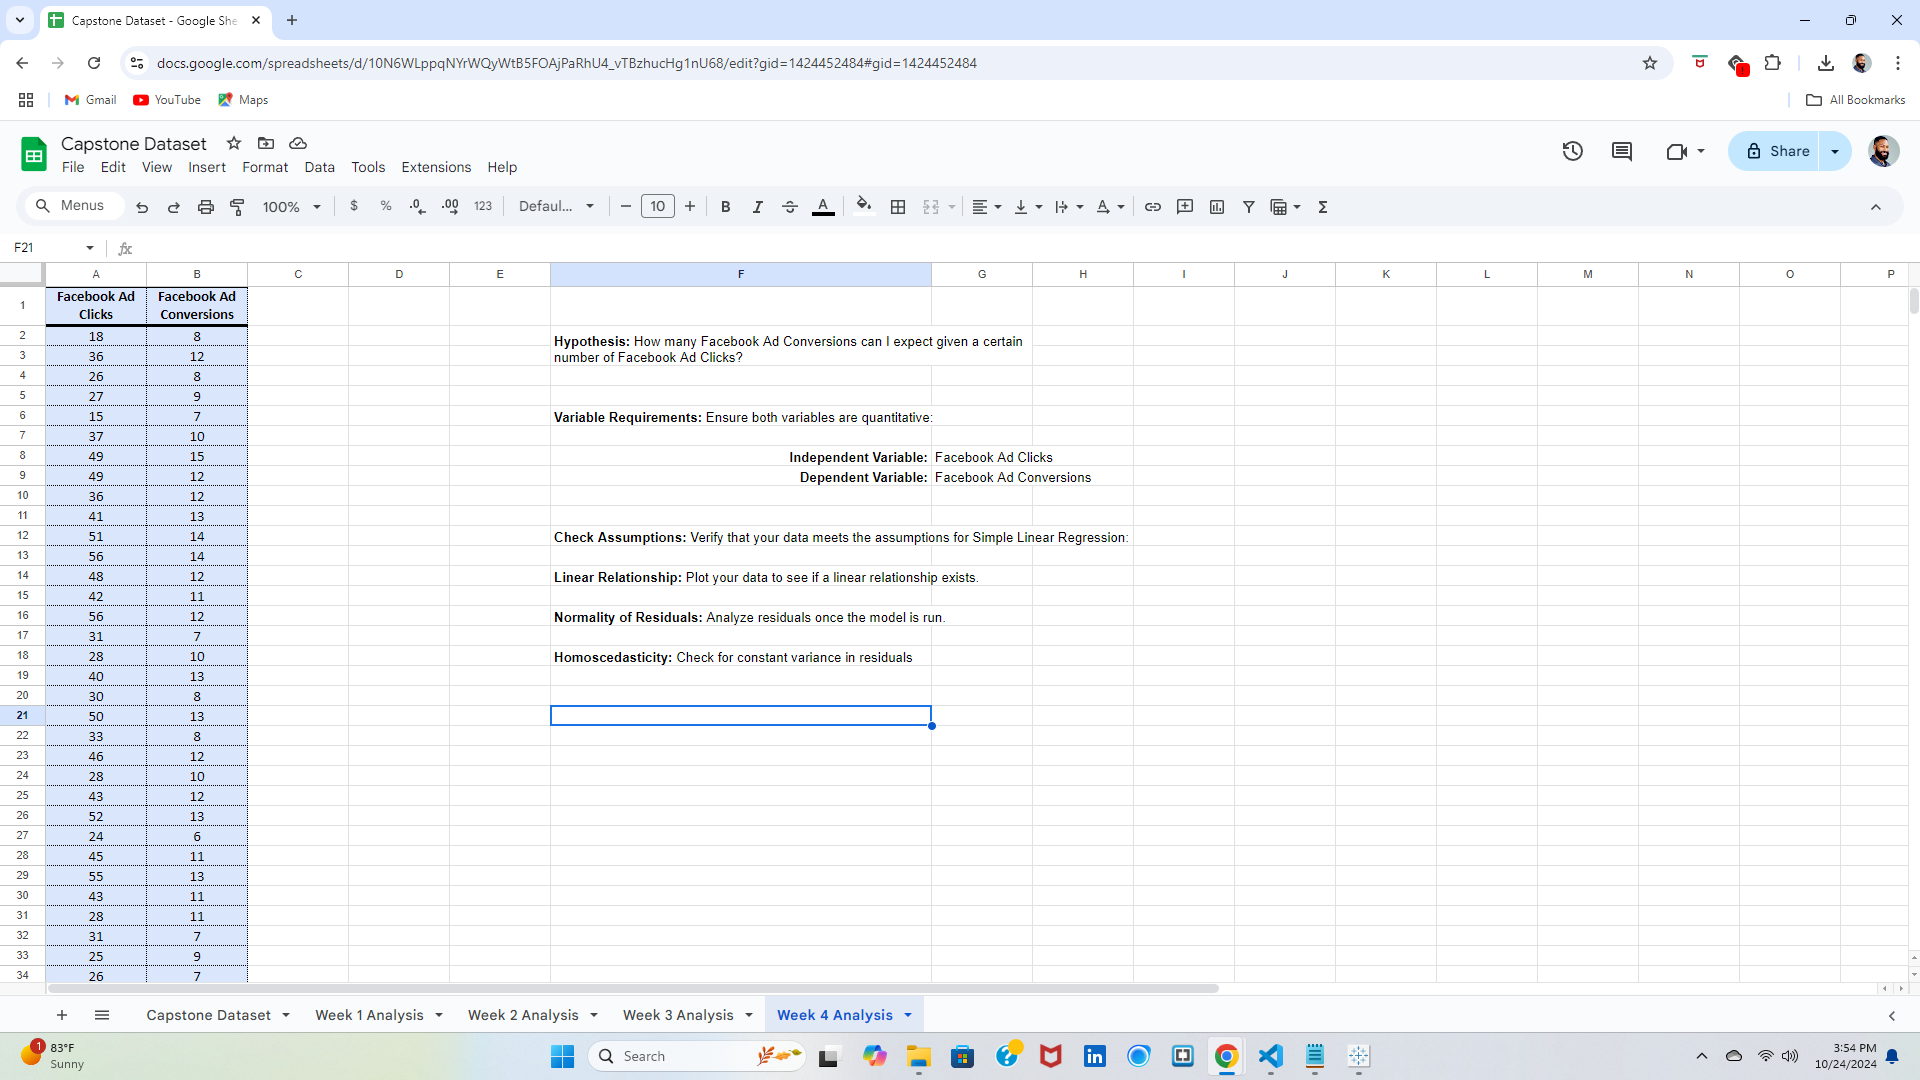 Capstone Dataset - Google She
docs.google.com/spreadsheets/d/10N6WLppqNYrWQyWtB5FOAjPaRhU4_vTBzhucHg1nU68/edit?gid=1424452484#gid=1424452484
Gmail YouTube Maps All Bookmarks
Capstone Dataset
File Edit View Insert Format Data Tools Extensions Help
Share
Menus 100% $ % .0 .00 123 Defaul... 10 B I A Σ
F21 fx
A B C D E F G H I J K L M N O P
1 Facebook Ad Clicks Facebook Ad Conversions
2 18 8
Hypothesis: How many Facebook Ad Conversions can I expect given a certain
number of Facebook Ad Clicks?
3 36 12
4 26 8
5 27 9
6 15 7 Variable Requirements: Ensure both variables are quantitative:
7 37 10
8 49 15 Independent Variable: Facebook Ad Clicks
9 49 12 Dependent Variable: Facebook Ad Conversions
10 36 12
11 41 13
12 51 14 Check Assumptions: Verify that your data meets the assumptions for Simple Linear Regression:
13 56 14
14 48 12 Linear Relationship: Plot your data to see if a linear relationship exists.
15 42 11
16 56 12 Normality of Residuals: Analyze residuals once the model is run.
17 31 7
18 28 10 Homoscedasticity: Check for constant variance in residuals
19 40 13
20 30 8
21 50 13
22 33 8
23 46 12
24 28 10
25 43 12
26 52 13
27 24 6
28 45 11
29 55 13
30 43 11
31 28 11
32 31 7
33 25 9
34 26 7
Capstone Dataset Week 1 Analysis Week 2 Analysis Week 3 Analysis Week 4 Analysis
1 83°F
Sunny
Search
3:54 PM
10/24/2024